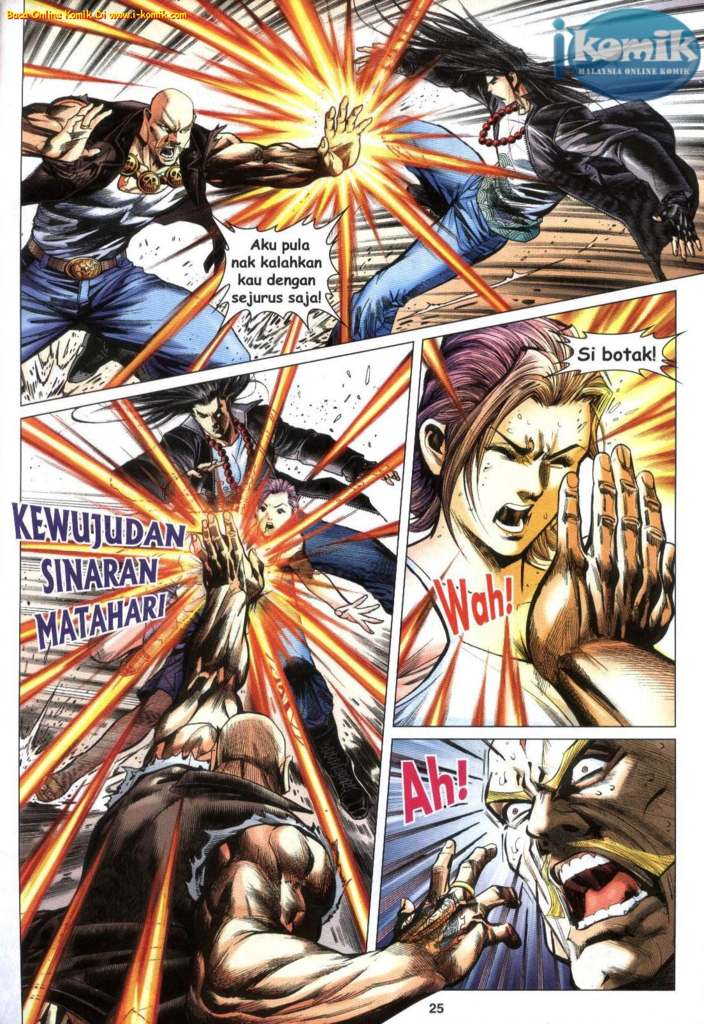 Baca Online Komik Di www.i-komik.com
ikomik
MALAYSIA ONLINE KOMIK
Aku pula
nak kalahkan
kau dengan
sejurus saja!
Si botak!
KEWUJUDAN
SINARAN
MATAHARI
Wah!
Ah!
25